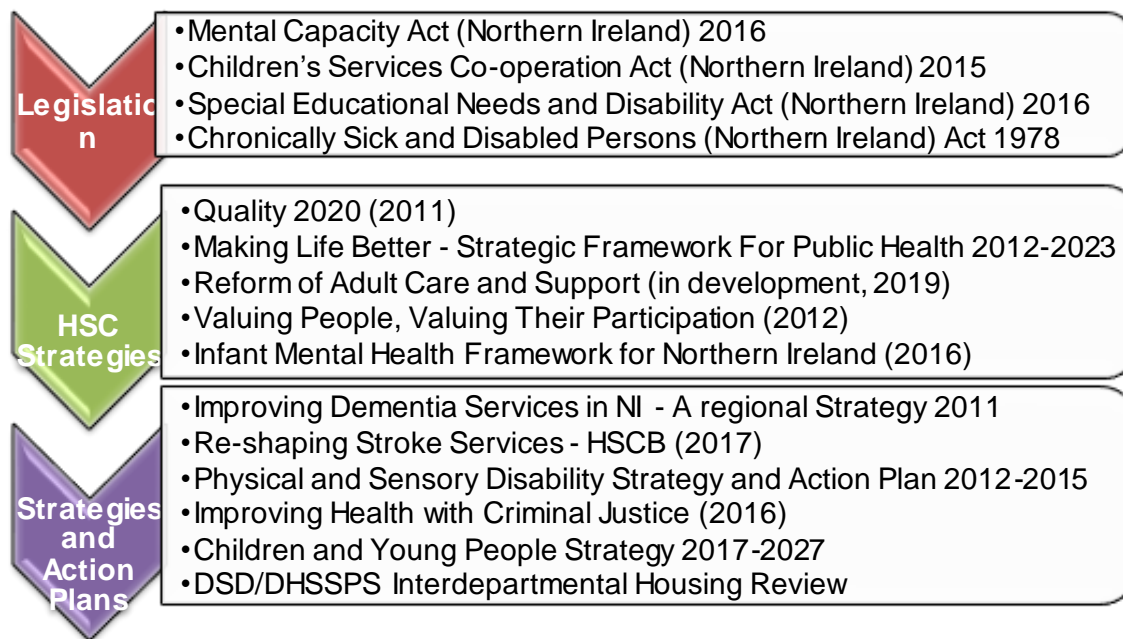 Legislatio
n
•Mental Capacity Act (Northern Ireland) 2016
•Children’s Services Co-operation Act (Northern Ireland) 2015
•Special Educational Needs and Disability Act (Northern Ireland) 2016
•Chronically Sick and Disabled Persons (Northern Ireland) Act 1978
HSC
Strategies
•Quality 2020 (2011)
•Making Life Better - Strategic Framework For Public Health 2012-2023
•Reform of Adult Care and Support (in development, 2019)
•Valuing People, Valuing Their Participation (2012)
•Infant Mental Health Framework for Northern Ireland (2016)
Strategies
and
Action
Plans
•Improving Dementia Services in NI - A regional Strategy 2011
•Re-shaping Stroke Services - HSCB (2017)
•Physical and Sensory Disability Strategy and Action Plan 2012-2015
•Improving Health with Criminal Justice (2016)
•Children and Young People Strategy 2017-2027
•DSD/DHSSPS Interdepartmental Housing Review